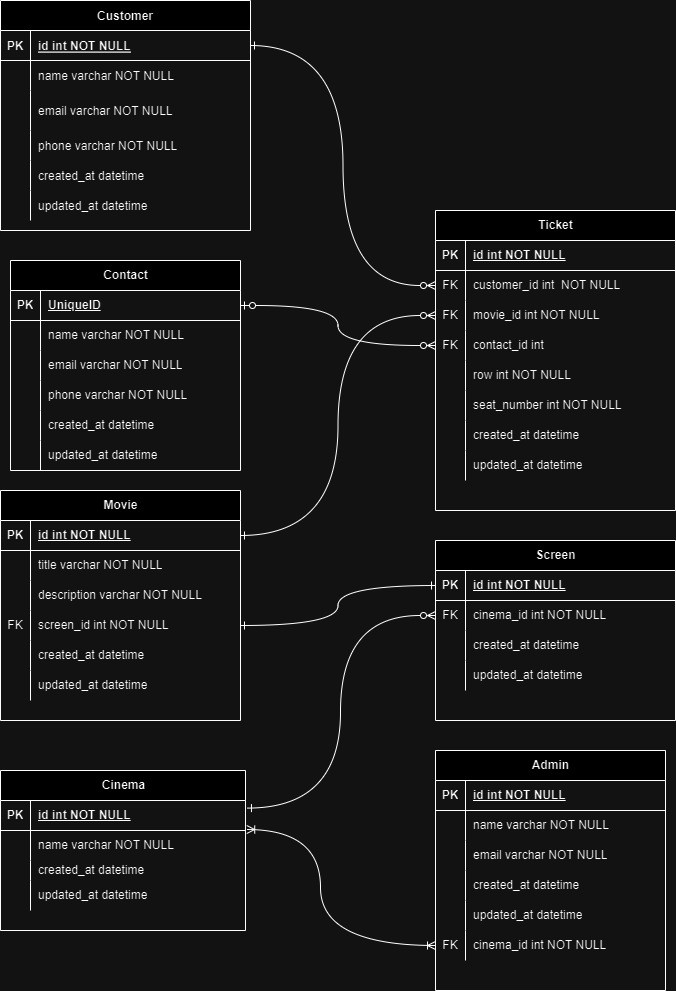 Customer
PK id int NOT NULL
name varchar NOT NULL
email varchar NOT NULL
phone varchar NOT NULL
created_at datetime
updated_at datetime
Contact
PK UniqueID
name varchar NOT NULL
email varchar NOT NULL
phone varchar NOT NULL
created_at datetime
updated_at datetime
Movie
PK id int NOT NULL
title varchar NOT NULL
description varchar NOT NULL
FK screen_id int NOT NULL
created_at datetime
updated_at datetime
Cinema
PK id int NOT NULL
name varchar NOT NULL
created_at datetime
updated_at datetime
Ticket
PK id int NOT NULL
FK customer_id int  NOT NULL
FK movie_id int NOT NULL
FK contact_id int
row int NOT NULL
seat_number int NOT NULL
created_at datetime
updated_at datetime
Screen
PK id int NOT NULL
FK cinema_id int NOT NULL
created_at datetime
updated_at datetime
Admin
PK id int NOT NULL
name varchar NOT NULL
email varchar NOT NULL
created_at datetime
updated_at datetime
FK cinema_id int NOT NULL